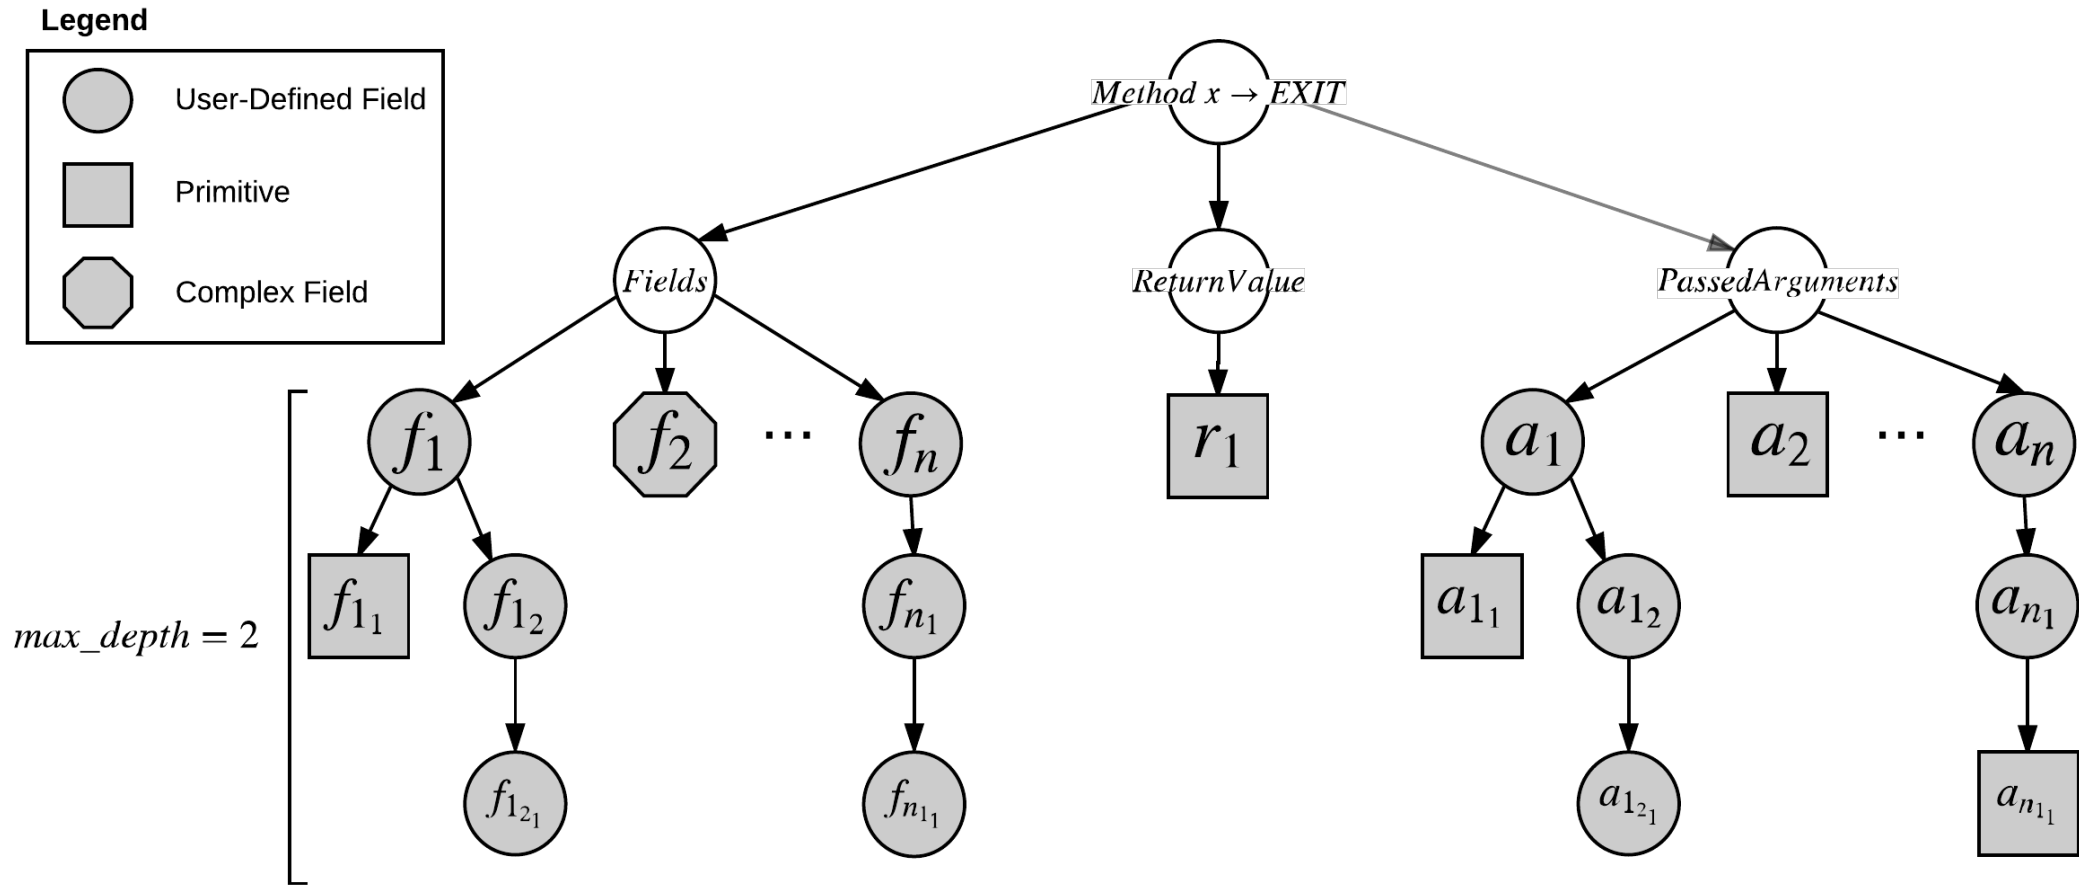 Legend
User-Defined Field
Primitive
Complex Field
Method x → EXIT
Fields
ReturnValue
PassedArguments
f₁
f₂
...
fₙ
r₁
a₁
a₂
...
aₙ
max_depth = 2
f₁₁
f₁₂
fₙ₁
a₁₁
a₁₂
aₙ₁
f₁₂₁
fₙ₁₁
a₁₂₁
aₙ₁₁